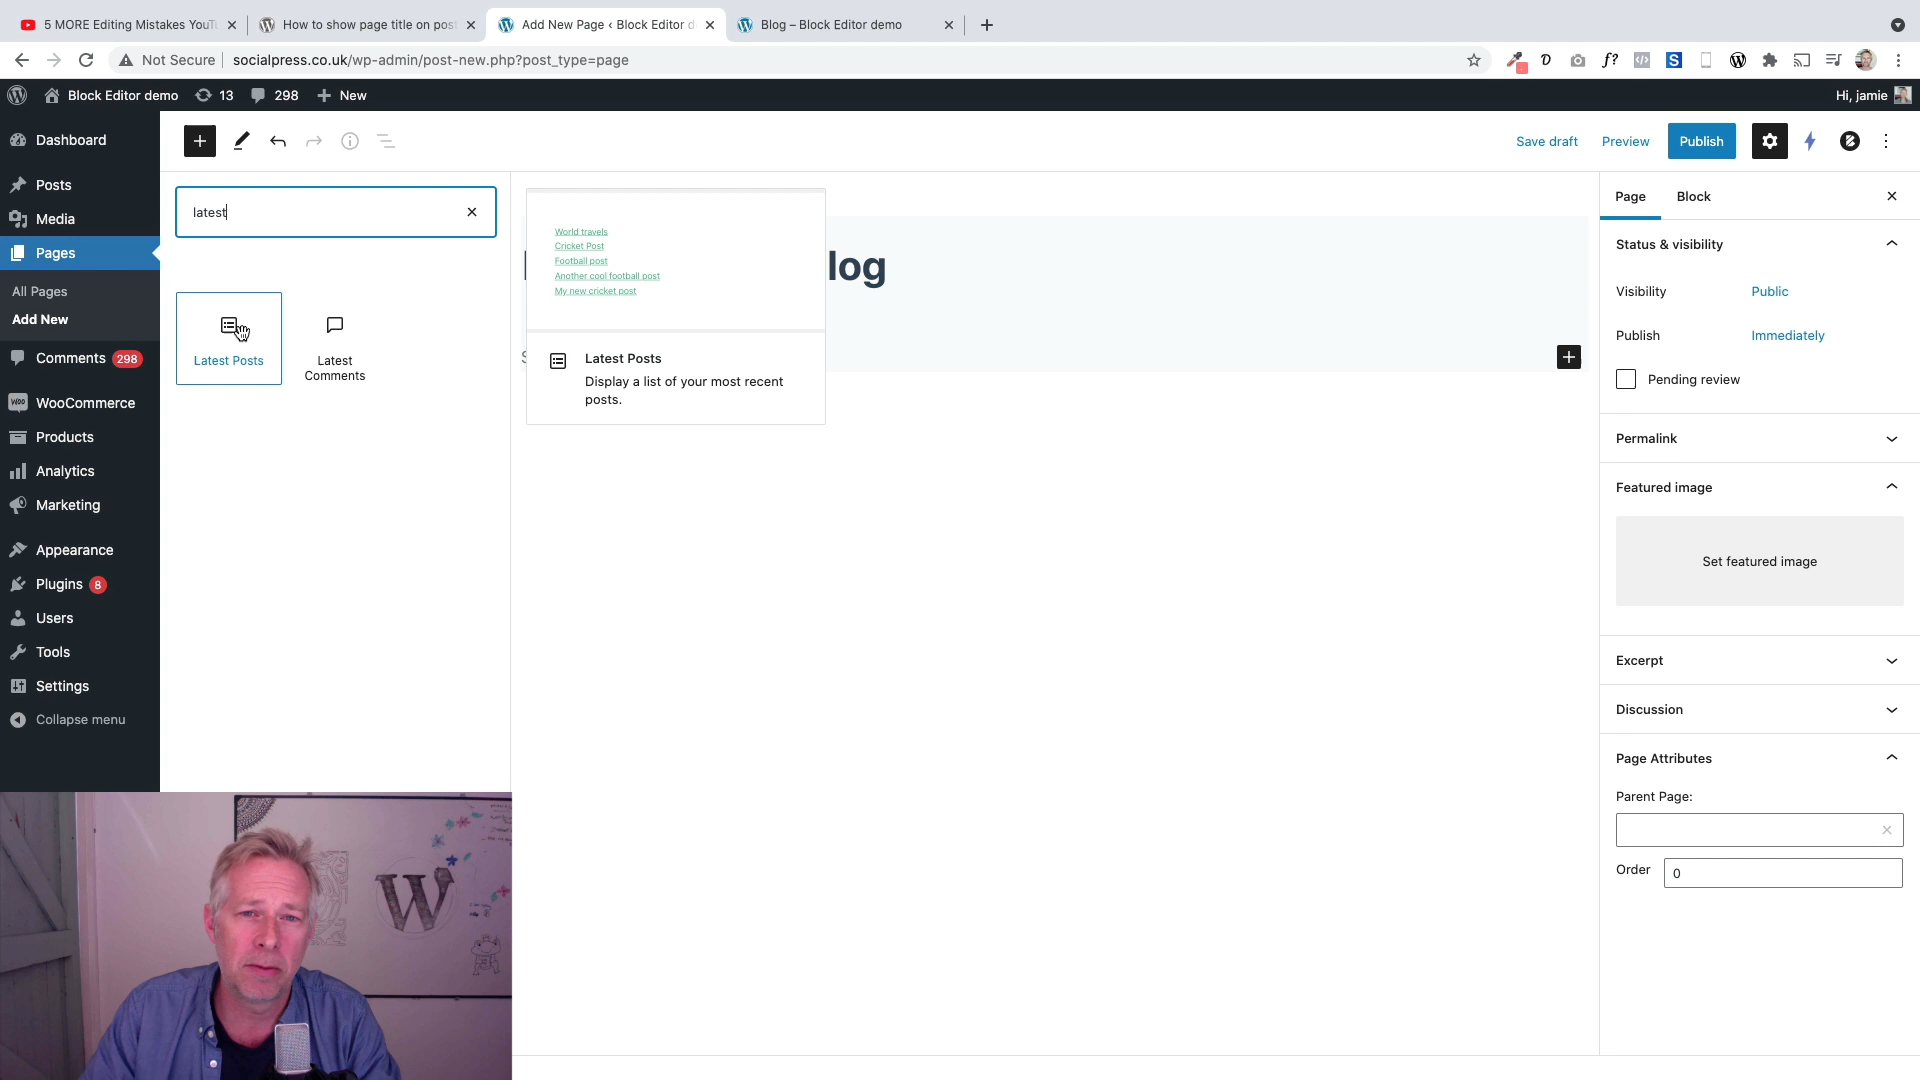 5 MORE Editing Mistakes YouTu
How to show page title on post
Add New Page ‹ Block Editor d
Blog – Block Editor demo
Not Secure
socialpress.co.uk/wp-admin/post-new.php?post_type=page
Block Editor demo
13
298
New
Hi, jamie
Dashboard
Posts
Media
Pages
All Pages
Add New
Comments 298
WooCommerce
Products
Analytics
Marketing
Appearance
Plugins 8
Users
Tools
Settings
Collapse menu
Save draft
Preview
Publish
latest
Latest Posts
Latest
Comments
World travels
Cricket Post
Football post
Another cool football post
My new cricket post
log
Latest Posts
Display a list of your most recent
posts.
Page
Block
Status & visibility
Visibility
Public
Publish
Immediately
Pending review
Permalink
Featured image
Set featured image
Excerpt
Discussion
Page Attributes
Parent Page:
Order
0